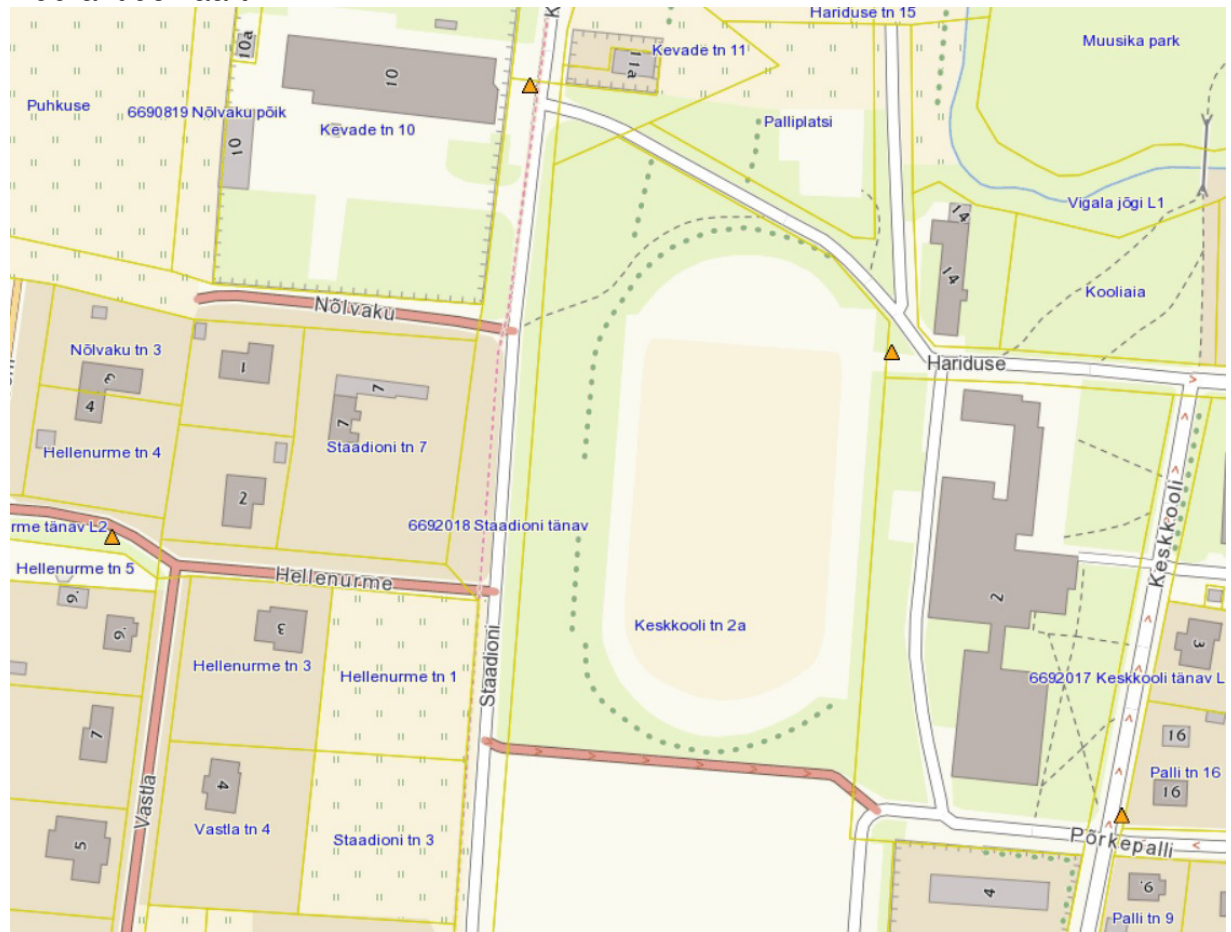 Hariduse tn 15
Muusika park
Kevade tn 11
11a
10a
10
Puhkuse
6690819 Nõlvaku põik
Kevade tn 10
10
Palliplatsi
Vigala jõgi L1
14
14
Kooliaia
Nõlvaku
Nõlvaku tn 3
3
1
Hariduse
7
4
7
Hellenurme tn 4
Staadioni tn 7
2
rme tänav L2
6692018 Staadioni tänav
Keskkooli
Hellenurme tn 5
Hellenurme
6.
6.
3
2
Keskkooli tn 2a
3
Hellenurme tn 3
Hellenurme tn 1
Staadioni
6692017 Keskkooli tänav L
7
16
Palli tn 16
16
Vastla
4
Vastla tn 4
Staadioni tn 3
5
Põrkepalli
4
9.
Palli tn 9